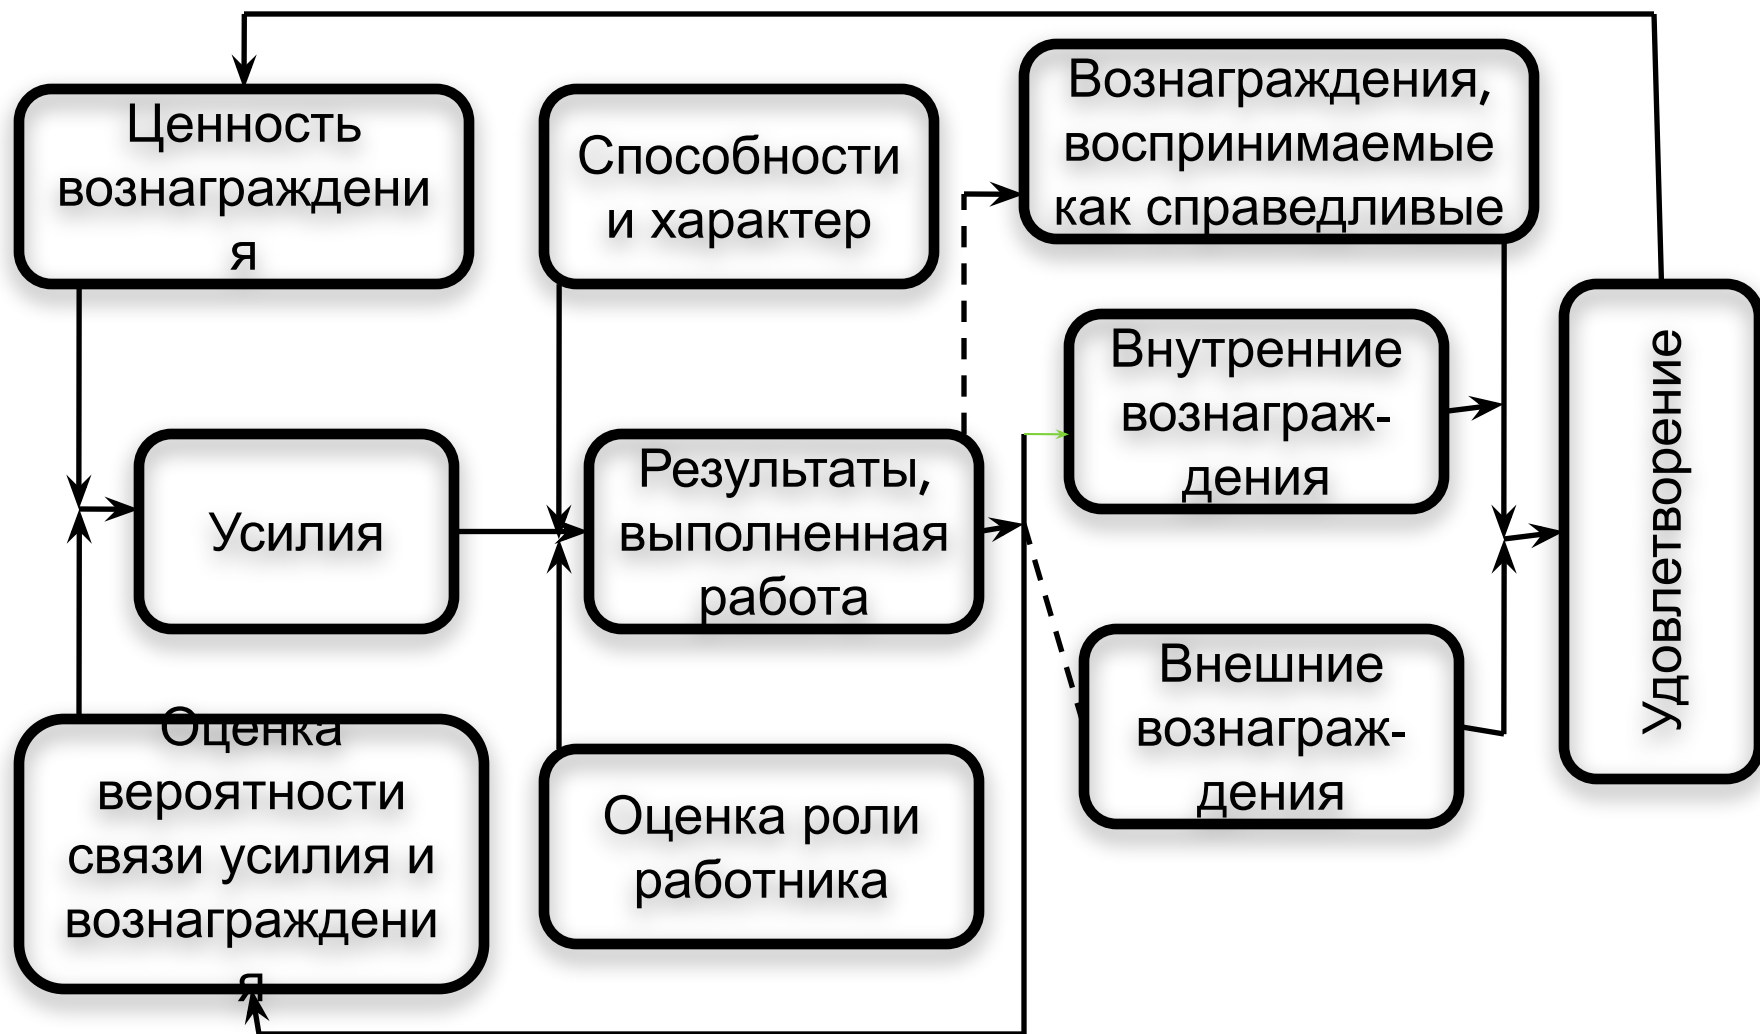 Ценность
вознаграждени
я
Способности
и характер
Вознаграждения,
воспринимаемые
как справедливые
Усилия
Результаты,
выполненная
работа
Внутренние
вознаграж-
дения
Удовлетворение
Оценка
вероятности
связи усилия и
вознаграждени
я
Оценка роли
работника
Внешние
вознаграж-
дения